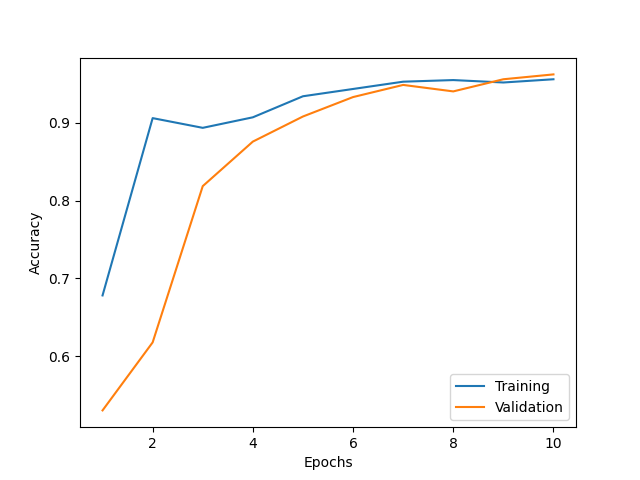 0.9
0.8
0.7
0.6
Accuracy
2 4 6 8 10
Epochs
Training
Validation